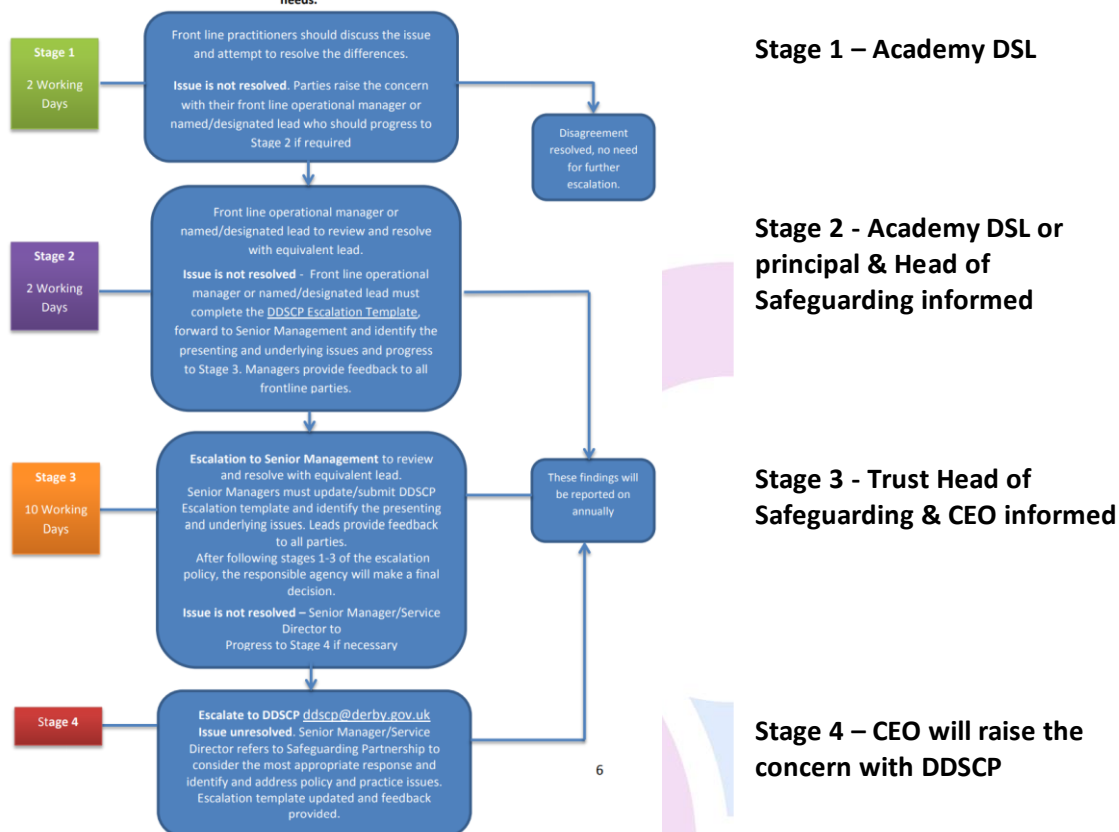 needs.
Stage 1
2 Working
Days
Front line practitioners should discuss the issue
and attempt to resolve the differences.
Issue is not resolved. Parties raise the concern
with their front line operational manager or
named/designated lead who should progress to
Stage 2 if required
Disagreement
resolved, no need
for further
escalation.
Stage 1 – Academy DSL
Stage 2
2 Working
Days
Front line operational manager or
named/designated lead to review and resolve
with equivalent lead.
Issue is not resolved - Front line operational
manager or named/designated lead must
complete the DDSCP Escalation Template,
forward to Senior Management and identify the
presenting and underlying issues and progress
to Stage 3. Managers provide feedback to all
frontline parties.
Stage 2 - Academy DSL or
principal & Head of
Safeguarding informed
Stage 3
10 Working
Days
Escalation to Senior Management to review
and resolve with equivalent lead.
Senior Managers must update/submit DDSCP
Escalation template and identify the presenting
and underlying issues. Leads provide feedback
to all parties.
After following stages 1-3 of the escalation
policy, the responsible agency will make a final
decision.
Issue is not resolved – Senior Manager/Service
Director to
Progress to Stage 4 if necessary
These findings will
be reported on
annually
Stage 3 - Trust Head of
Safeguarding & CEO informed
Stage 4
Escalate to DDSCP ddscp@derby.gov.uk
Issue unresolved. Senior Manager/Service
Director refers to Safeguarding Partnership to
consider the most appropriate response and
identify and address policy and practice issues.
Escalation template updated and feedback
provided.
6
Stage 4 – CEO will raise the
concern with DDSCP